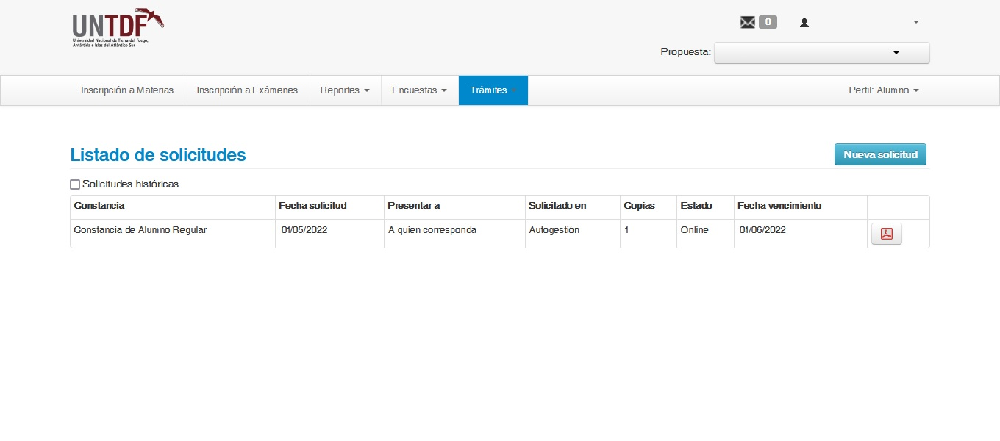 UNTDF
Universidad Nacional de Tierra del Fuego,
Antártida e Islas del Atlántico Sur
0
Propuesta:
Inscripción a Materias Inscripción a Exámenes Reportes Encuestas Trámites Perfil: Alumno
Listado de solicitudes Nueva solicitud
Solicitudes históricas
Constancia Fecha solicitud Presentar a Solicitado en Copias Estado Fecha vencimiento
Constancia de Alumno Regular 01/05/2022 A quien corresponda Autogestión 1 Online 01/06/2022